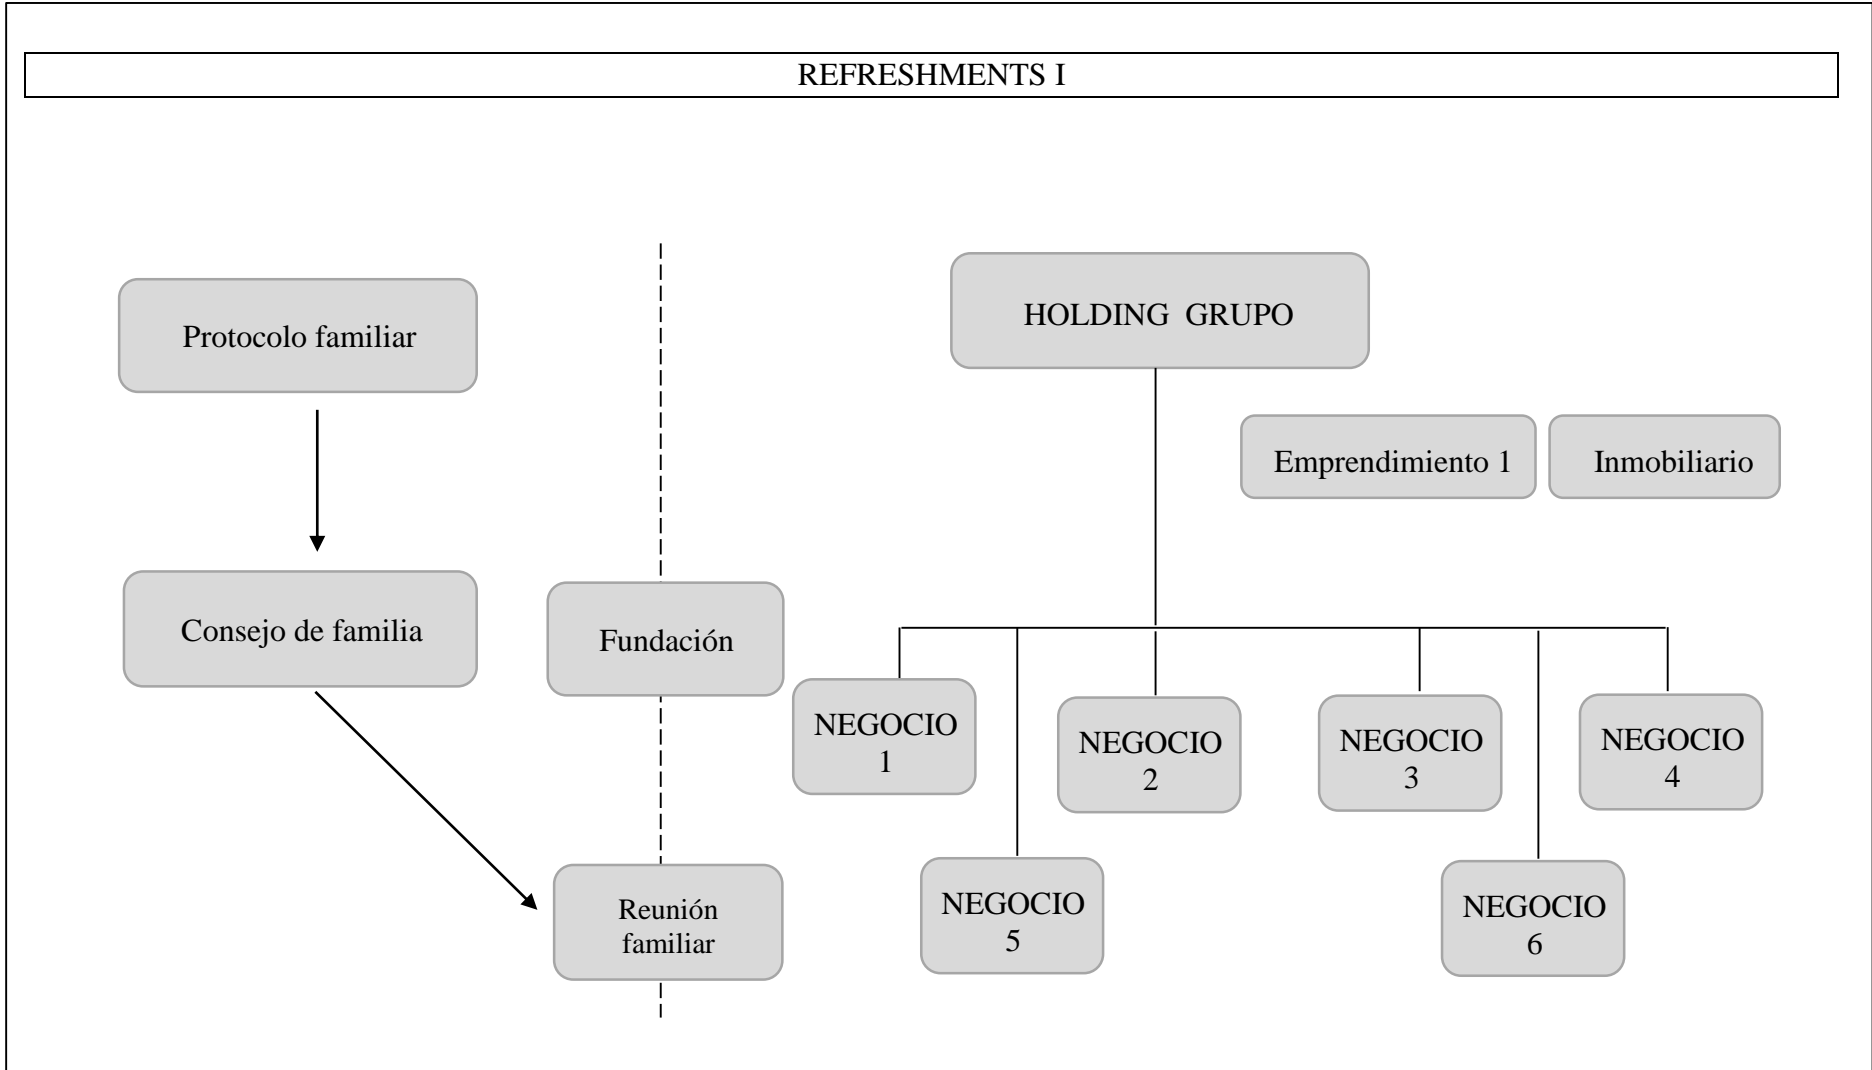 REFRESHMENTS I
Protocolo familiar
HOLDING GRUPO
Emprendimiento 1
Inmobiliario
Consejo de familia
Fundación
NEGOCIO
1
NEGOCIO
2
NEGOCIO
3
NEGOCIO
4
Reunión
familiar
NEGOCIO
5
NEGOCIO
6